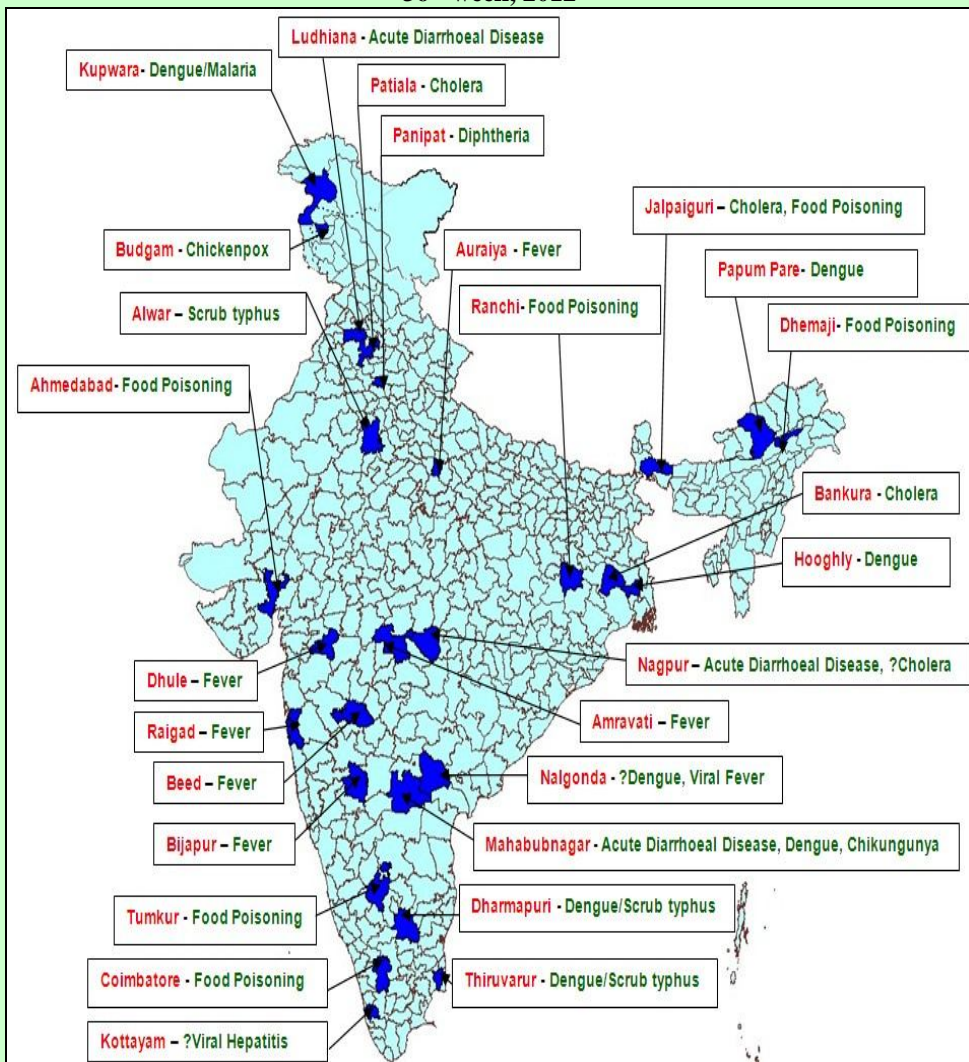 week, 2022
Ludhiana - Acute Diarrhoeal Disease
Kupwara- Dengue/Malaria
Patiala - Cholera
Panipat - Diphtheria
Jalpaiguri – Cholera, Food Poisoning
Budgam - Chickenpox
Auraiya - Fever
Papum Pare- Dengue
Alwar – Scrub typhus
Ranchi- Food Poisoning
Dhemaji- Food Poisoning
Ahmedabad- Food Poisoning
Bankura - Cholera
Hooghly - Dengue
Nagpur – Acute Diarrhoeal Disease, ?Cholera
Dhule – Fever
Raigad – Fever
Amravati – Fever
Beed – Fever
Nalgonda - ?Dengue, Viral Fever
Bijapur – Fever
Mahabubnagar - Acute Diarrhoeal Disease, Dengue, Chikungunya
Tumkur - Food Poisoning
Dharmapuri - Dengue/Scrub typhus
Coimbatore - Food Poisoning
Thiruvarur - Dengue/Scrub typhus
Kottayam - ?Viral Hepatitis